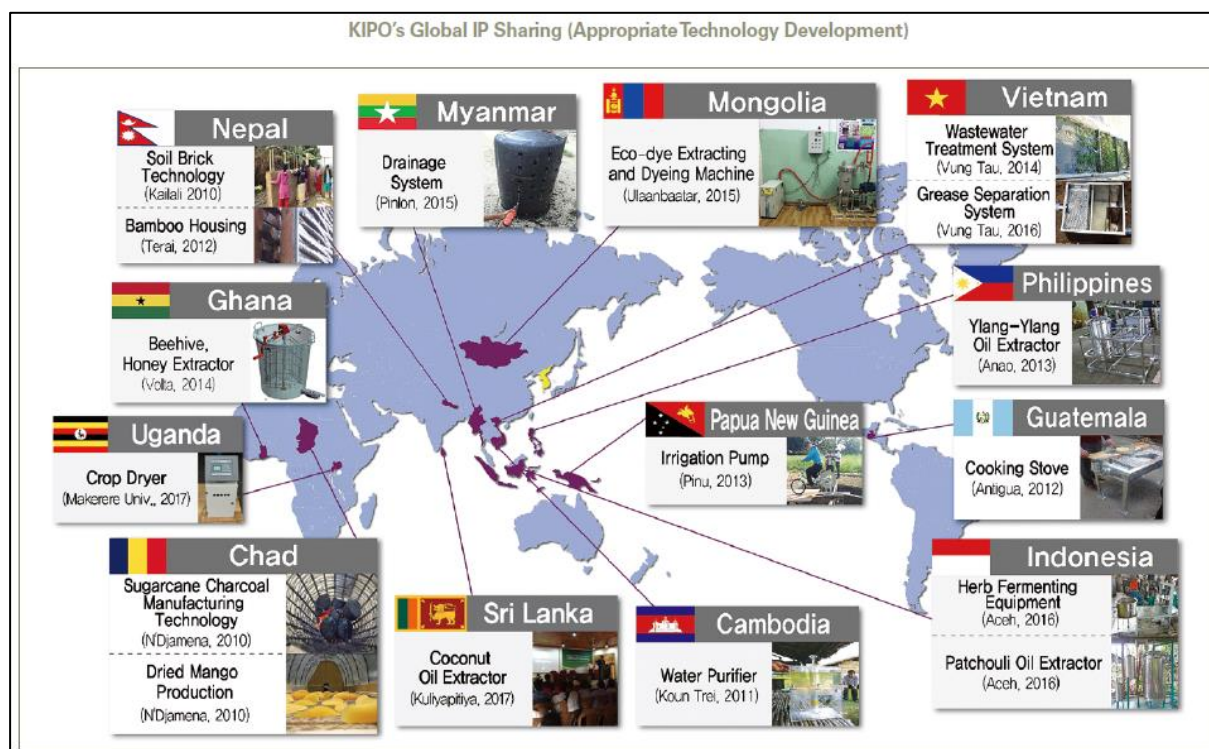 KIPO's Global IP Sharing (Appropriate Technology Development)
Nepal
Soil Brick
Technology
(Kailali 2010)
Bamboo Housing
(Terai, 2012)
Myanmar
Drainage
System
(Pinlon, 2015)
Mongolia
Eco-dye Extracting
and Dyeing Machine
(Ulaanbaatar, 2015)
Vietnam
Wastewater
Treatment System
(Vung Tau, 2014)
Grease Separation
System
(Vung Tau, 2016)
Ghana
Beehive,
Honey Extractor
(Volta, 2014)
Philippines
Ylang-Ylang
Oil Extractor
(Anao, 2013)
Uganda
Crop Dryer
(Makerere Univ., 2017)
Papua New Guinea
Irrigation Pump
(Pinu, 2013)
Guatemala
Cooking Stove
(Antigua, 2012)
Chad
Sugarcane Charcoal
Manufacturing
Technology
(N'Djamena, 2010)
Dried Mango
Production
(N'Djamena, 2010)
Sri Lanka
Coconut
Oil Extractor
(Kuliyapitiya, 2017)
Cambodia
Water Purifier
(Koun Trei, 2011)
Indonesia
Herb Fermenting
Equipment
(Aceh, 2016)
Patchouli Oil Extractor
(Aceh, 2016)